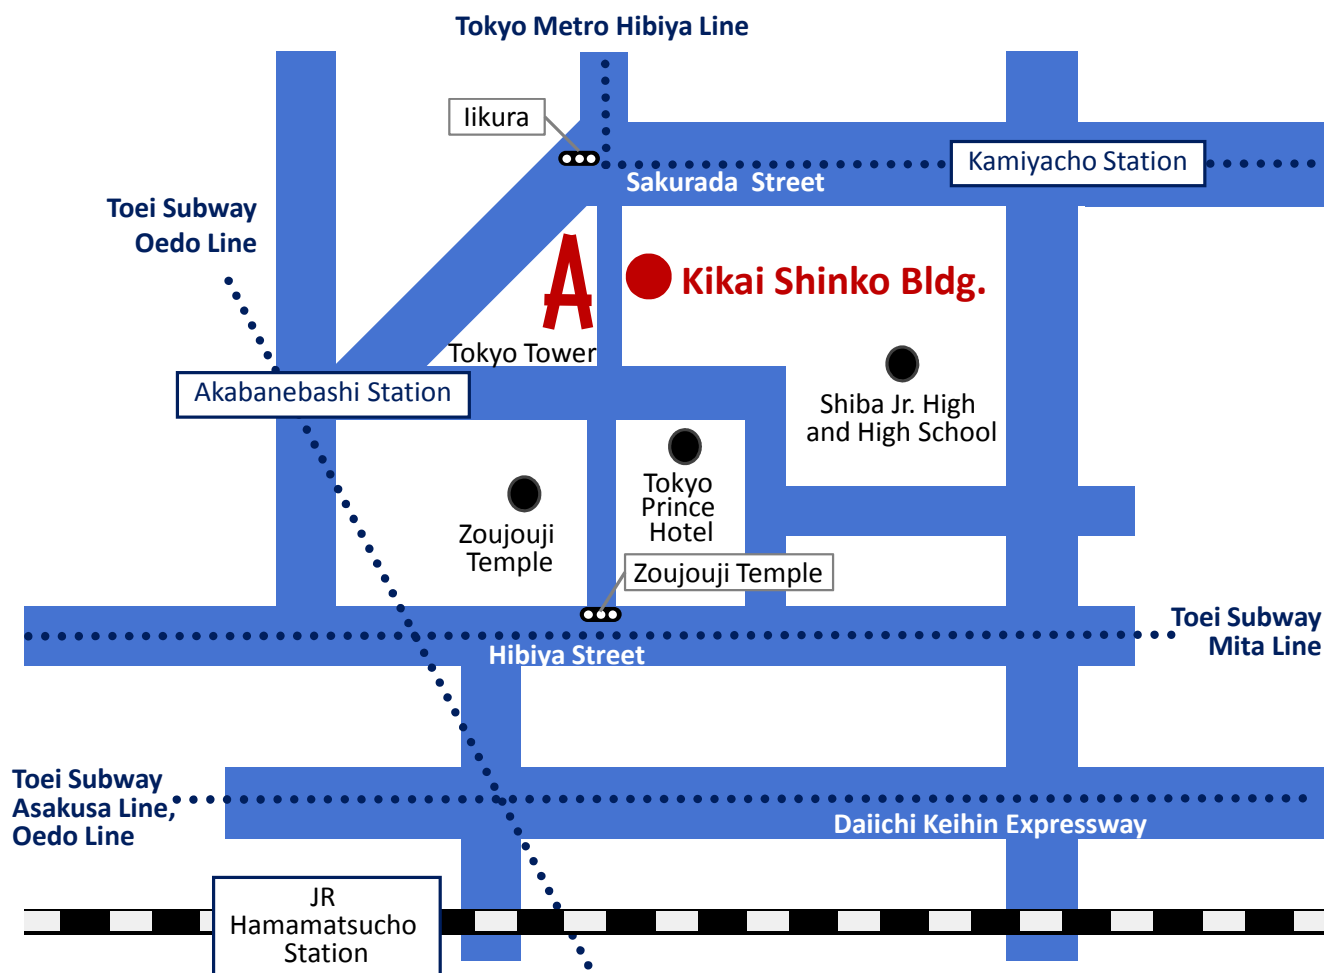 Tokyo Metro Hibiya Line
Iikura
Kamiyacho Station
Sakurada Street
Toei Subway
Oedo Line
Kikai Shinko Bldg.
Tokyo Tower
Akabanebashi Station
Shiba Jr. High
and High School
Tokyo
Prince
Hotel
Zoujouji
Temple
Zoujouji Temple
Toei Subway
Mita Line
Hibiya Street
Toei Subway
Asakusa Line,
Oedo Line
Daiichi Keihin Expressway
JR
Hamamatsucho
Station